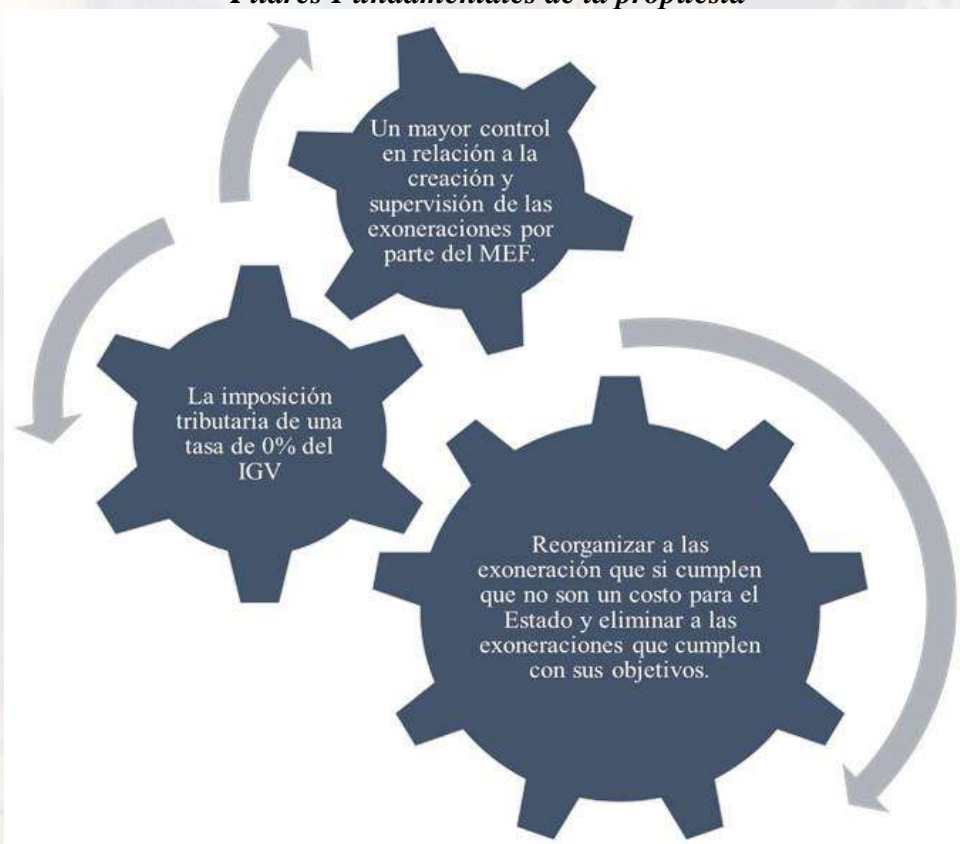 Pilares Fundamentales de la propuesta
Un mayor control
en relación a la
creación y
supervisión de las
exoneraciones por
parte del MEF.
La imposición
tributaria de una
tasa de 0% del
IGV
Reorganizar a las
exoneración que si cumplen
que no son un costo para el
Estado y eliminar a las
exoneraciones que cumplen
con sus objetivos.